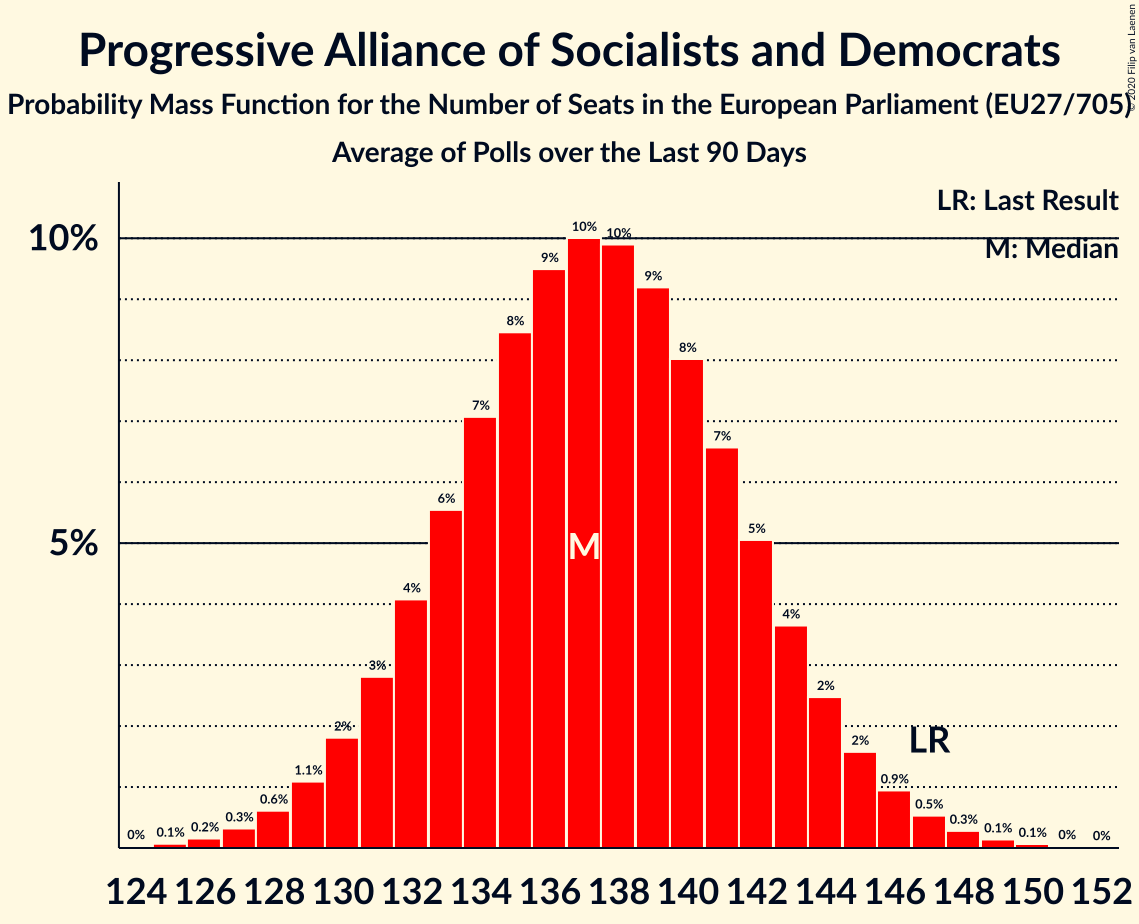 Progressive Alliance of Socialists and Democrats
Probability Mass Function for the Number of Seats in the European Parliament (EU27/705)
Average of Polls over the Last 90 Days
© 2020 Filip van Laenen
LR: Last Result
M: Median
10%
5%
0% 0.1% 0.2% 0.3% 0.6% 1.1% 2% 3% 4% 6% 7% 8% 9% 10% 10% 9% 8% 7% 5% 4% 2% 2% 0.9% 0.5% 0.3% 0.1% 0.1% 0% 0%
M
LR
124 126 128 130 132 134 136 138 140 142 144 146 148 150 152